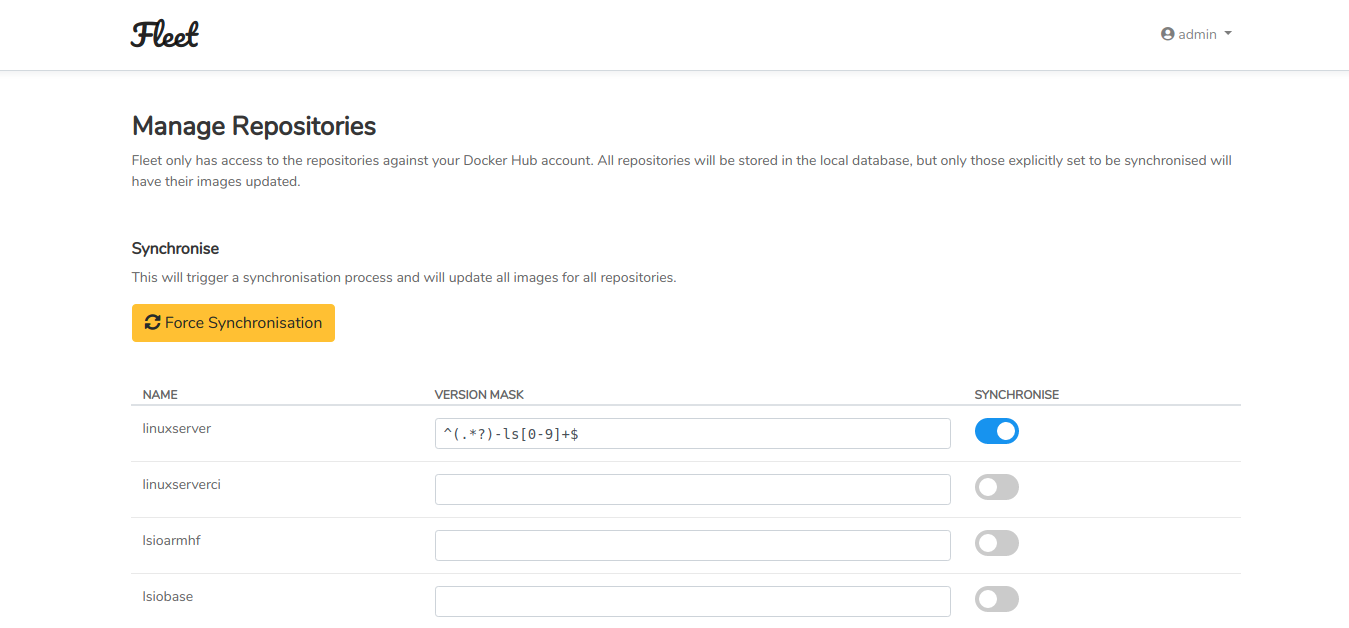 Fleet
admin
Manage Repositories
Fleet only has access to the repositories against your Docker Hub account. All repositories will be stored in the local database, but only those explicitly set to be synchronised will
have their images updated.
Synchronise
This will trigger a synchronisation process and will update all images for all repositories.
Force Synchronisation
NAME VERSION MASK SYNCHRONISE
linuxserver ^(.*?)-ls[0-9]+$
linuxserverci
lsioarmhf
lsiobase